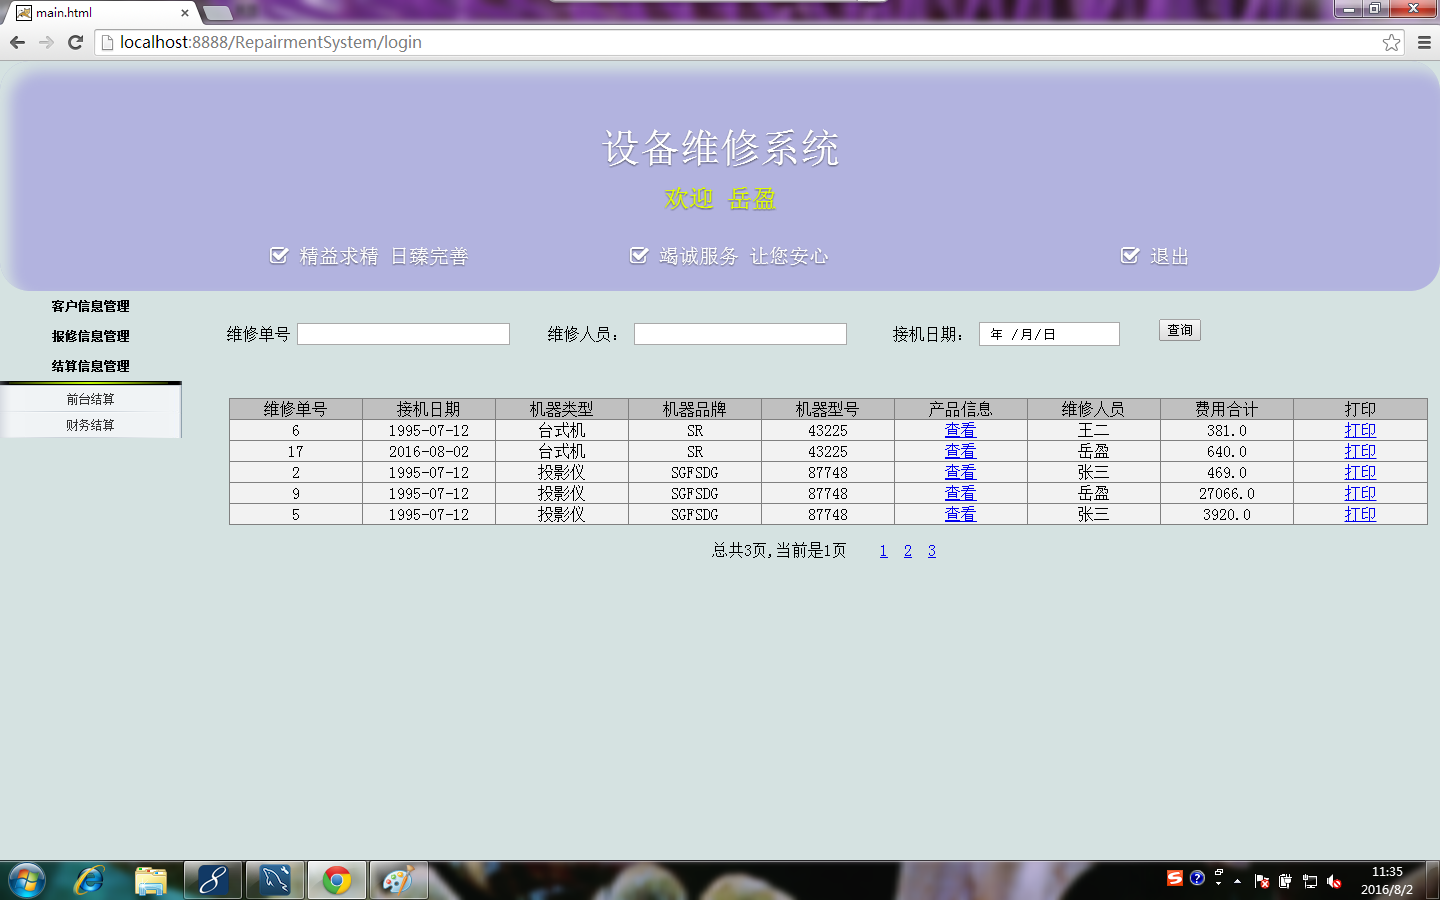 main.html
localhost:8888/RepairmentSystem/login
设备维修系统
欢迎 岳盈
精益求精 日臻完善 竭诚服务 让您安心 退出
客户信息管理
报修信息管理
结算信息管理
前台结算
财务结算
维修单号 维修人员： 接机日期： 年 /月/日 查询
维修单号 接机日期 机器类型 机器品牌 机器型号 产品信息 维修人员 费用合计 打印
6 1995-07-12 台式机 SR 43225 查看 王二 381.0 打印
17 2016-08-02 台式机 SR 43225 查看 岳盈 640.0 打印
2 1995-07-12 投影仪 SGFSDG 87748 查看 张三 469.0 打印
9 1995-07-12 投影仪 SGFSDG 87748 查看 岳盈 27066.0 打印
5 1995-07-12 投影仪 SGFSDG 87748 查看 张三 3920.0 打印
总共3页,当前是1页 1 2 3
11:35
2016/8/2